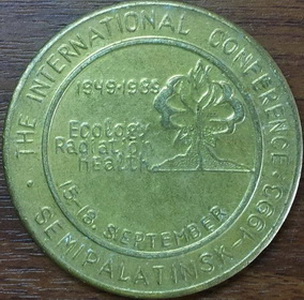 THE INTERNATIONAL CONFERENCE
1949-1989
Ecology
Radiation
Health
15-18. SEPTEMBER
SEMIPALATINSK-1993